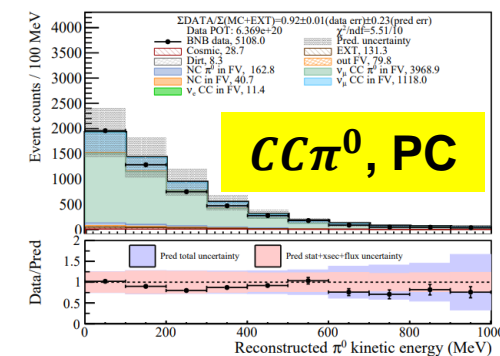 ΣDATA/Σ(MC+EXT)=0.92±0.01(data err)±0.23(pred err)
Data POT: 6.369e+20
χ²/ndf=5.51/10
BNB data, 5108.0
Pred. uncertainty
Cosmic, 28.7
EXT, 131.3
Dirt, 8.3
out FV, 79.8
NC π⁰ in FV, 162.8
νμ CC π⁰ in FV, 3968.9
NC in FV, 40.7
νμ CC in FV, 1118.0
νe CC in FV, 11.4
Event counts / 100 MeV
4000
3500
3000
2500
2000
1500
1000
500
0
CCπ⁰, PC
Data/Pred
2
1.5
1
0.5
0
Pred total uncertainty
Pred stat+xsec+flux uncertainty
0 200 400 600 800 1000
Reconstructed π⁰ kinetic energy (MeV)